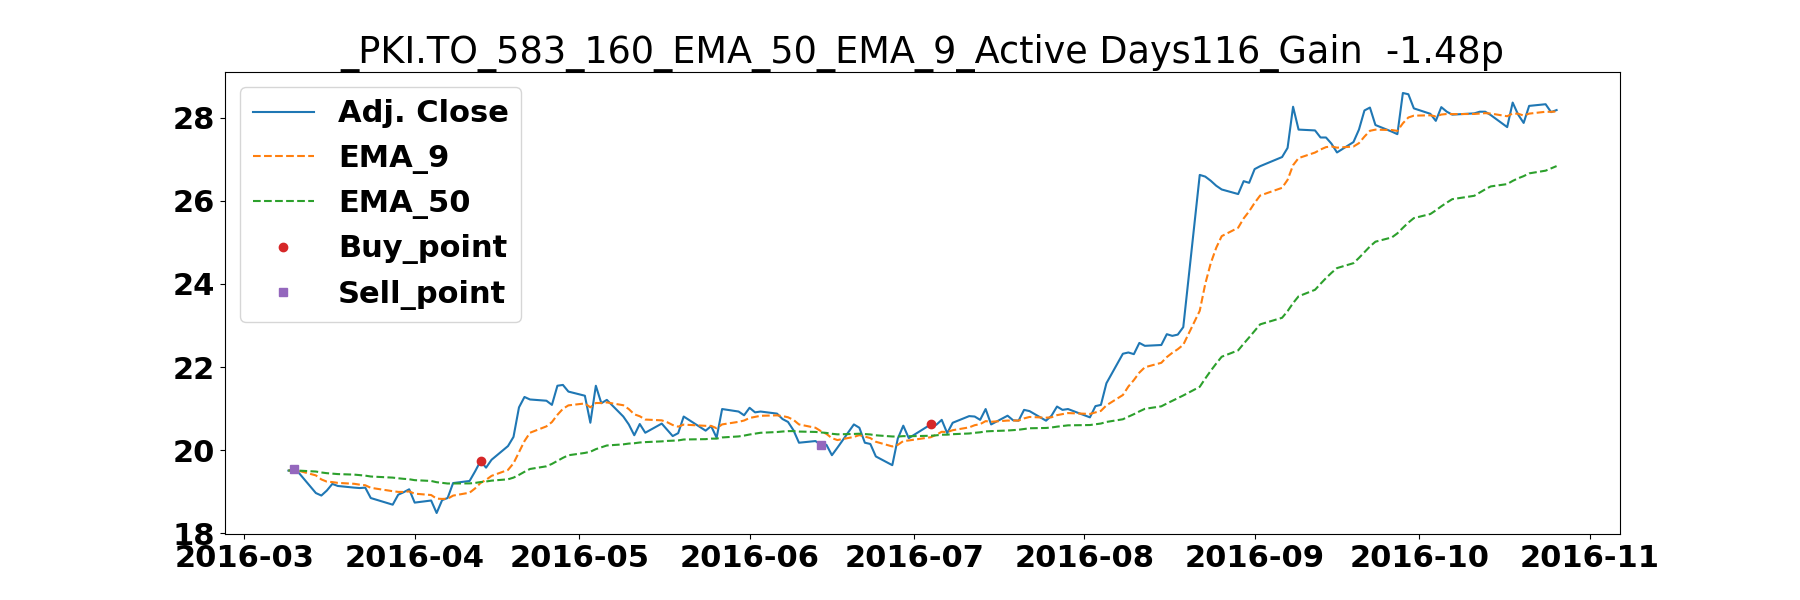 _PKI.TO_583_160_EMA_50_EMA_9_Active Days116_Gain  -1.48p
Adj. Close
EMA_9
EMA_50
Buy_point
Sell_point
28
26
24
22
20
18
2016-03 2016-04 2016-05 2016-06 2016-07 2016-08 2016-09 2016-10 2016-11